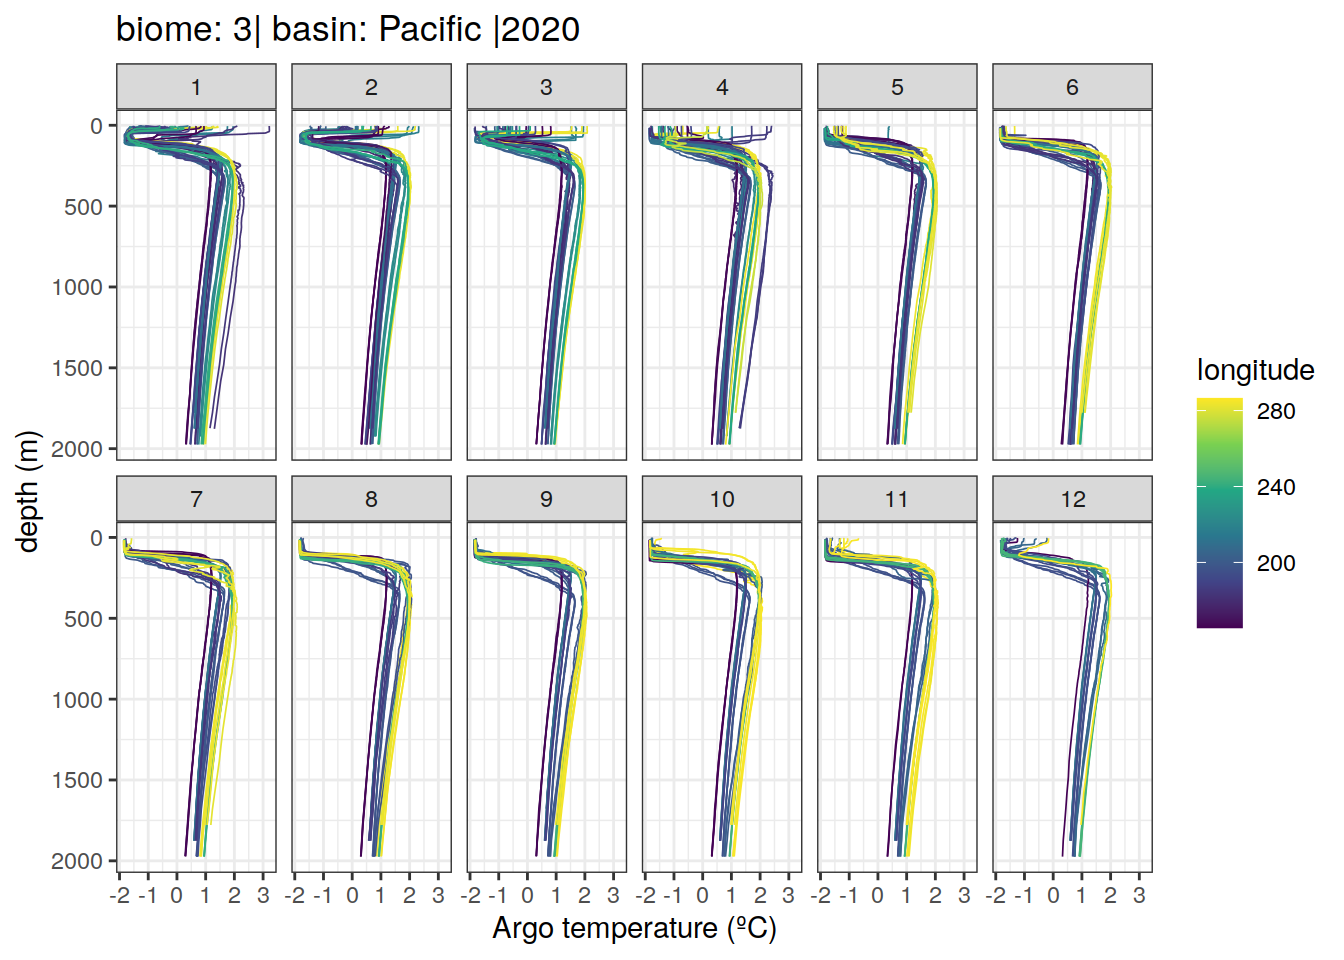 biome: 3| basin: Pacific |2020
1 2 3 4 5 6
0
500
1000
1500
2000
7 8 9 10 11 12
0
500
1000
1500
2000
-2 -1 0 1 2 3 -2 -1 0 1 2 3 -2 -1 0 1 2 3 -2 -1 0 1 2 3 -2 -1 0 1 2 3 -2 -1 0 1 2 3
Argo temperature (ºC)
depth (m)
longitude
280
240
200